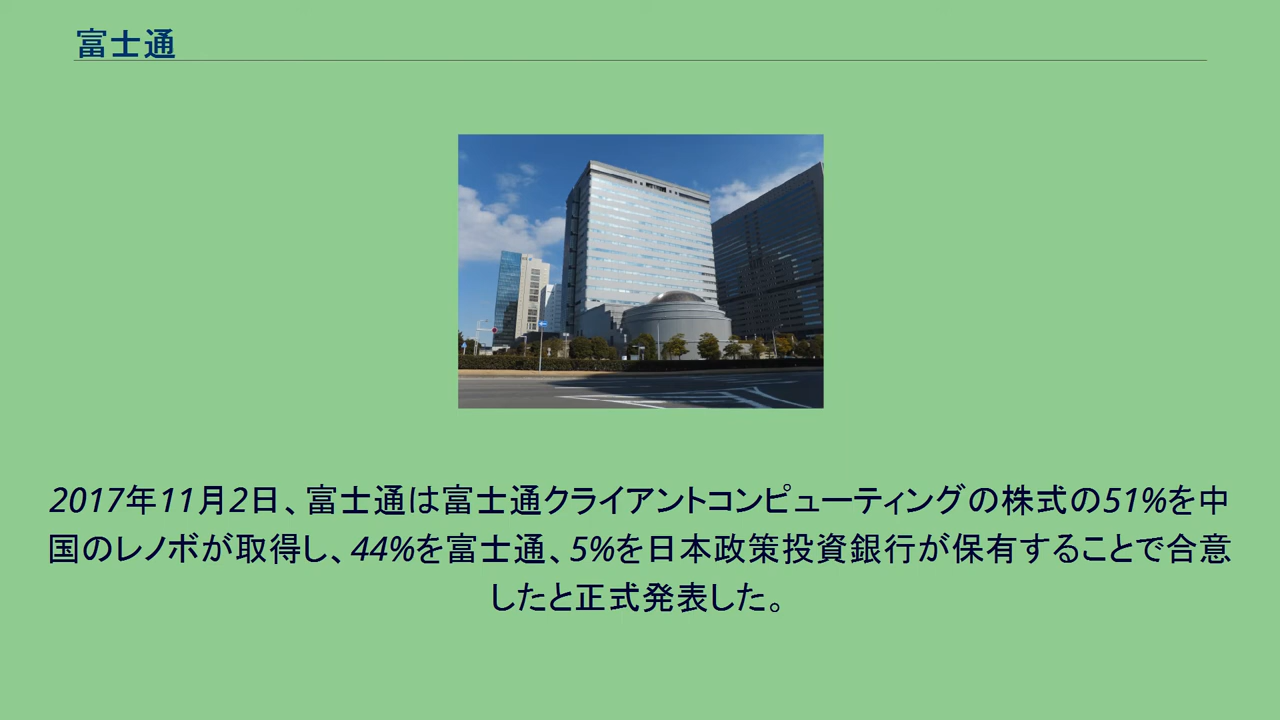 富士通
2017年11月2日、富士通は富士通クライアントコンピューティングの株式の51%を中
国のレノボが取得し、44%を富士通、5%を日本政策投資銀行が保有することで合意
したと正式発表した。